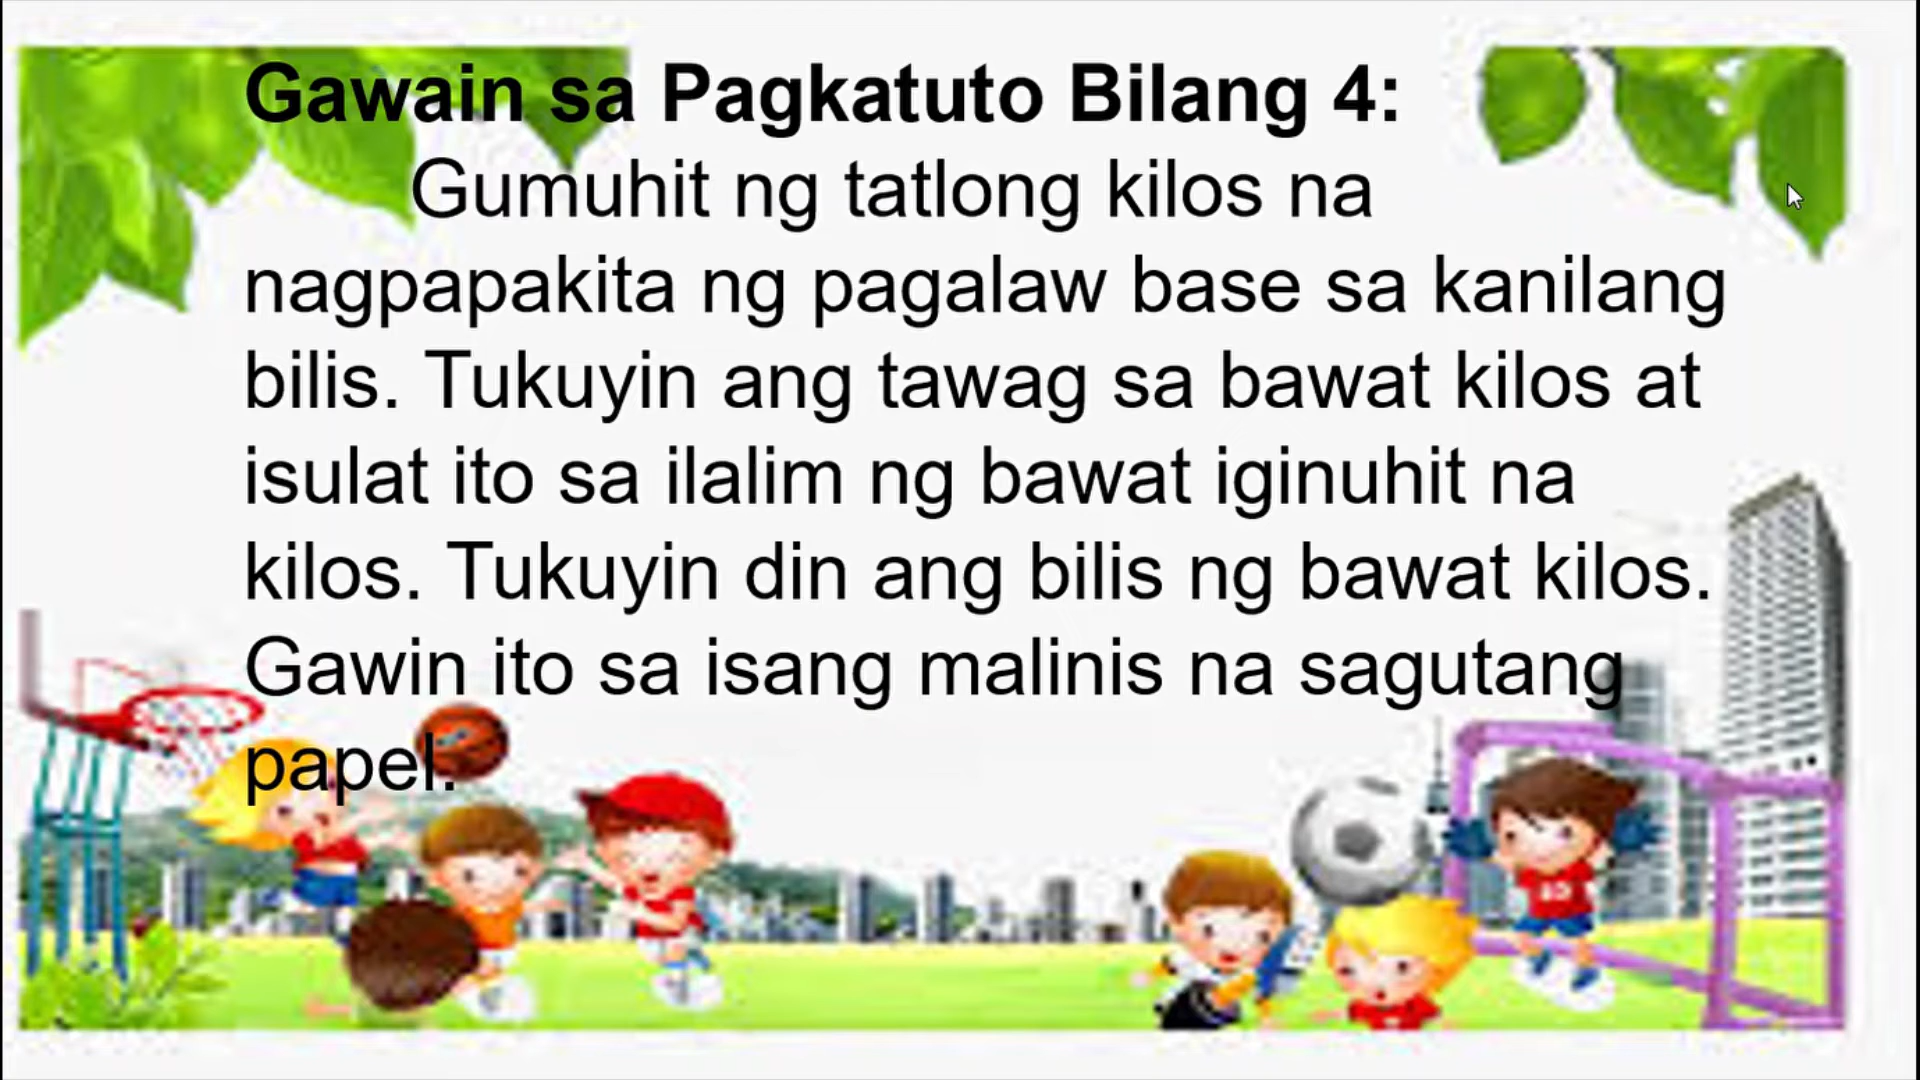 Gawain sa Pagkatuto Bilang 4:
Gumuhit ng tatlong kilos na
nagpapakita ng pagalaw base sa kanilang
bilis. Tukuyin ang tawag sa bawat kilos at
isulat ito sa ilalim ng bawat iginuhit na
kilos. Tukuyin din ang bilis ng bawat kilos.
Gawin ito sa isang malinis na sagutang
papel.